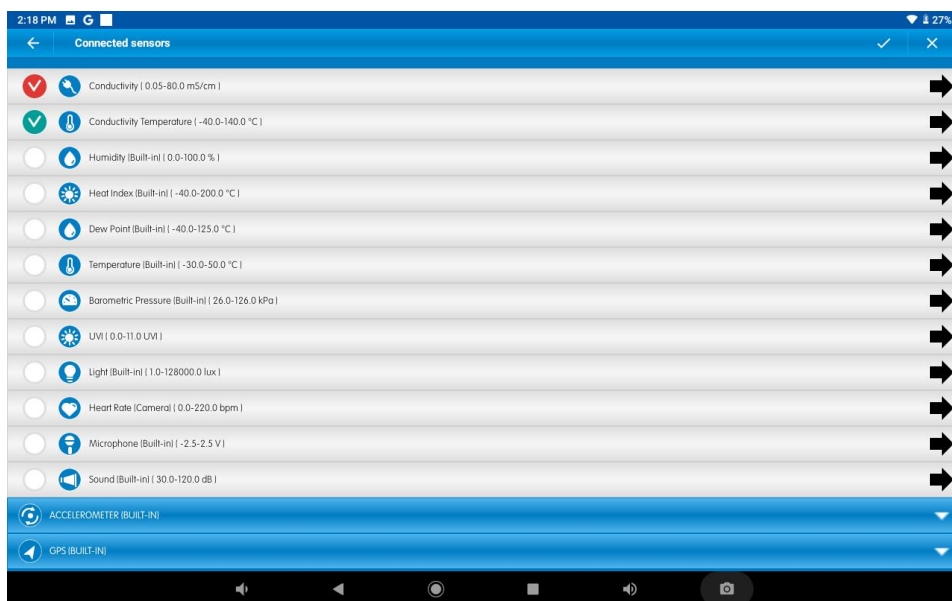 2:18 PM G 27%
Connected sensors
Conductivity ( 0.05-80.0 mS/cm )
Conductivity Temperature ( -40.0-140.0 °C )
Humidity (Built-in) ( 0.0-100.0 % )
Heat Index (Built-in) ( -40.0-200.0 °C )
Dew Point (Built-in) ( -40.0-125.0 °C )
Temperature (Built-in) ( -30.0-50.0 °C )
Barometric Pressure (Built-in) ( 26.0-126.0 kPa )
UVI ( 0.0-11.0 UVI )
Light (Built-in) ( 1.0-128000.0 lux )
Heart Rate (Camera) ( 0.0-220.0 bpm )
Microphone (Built-in) ( -2.5-2.5 V )
Sound (Built-in) ( 30.0-120.0 dB )
ACCELEROMETER (BUILT-IN)
GPS (BUILT-IN)